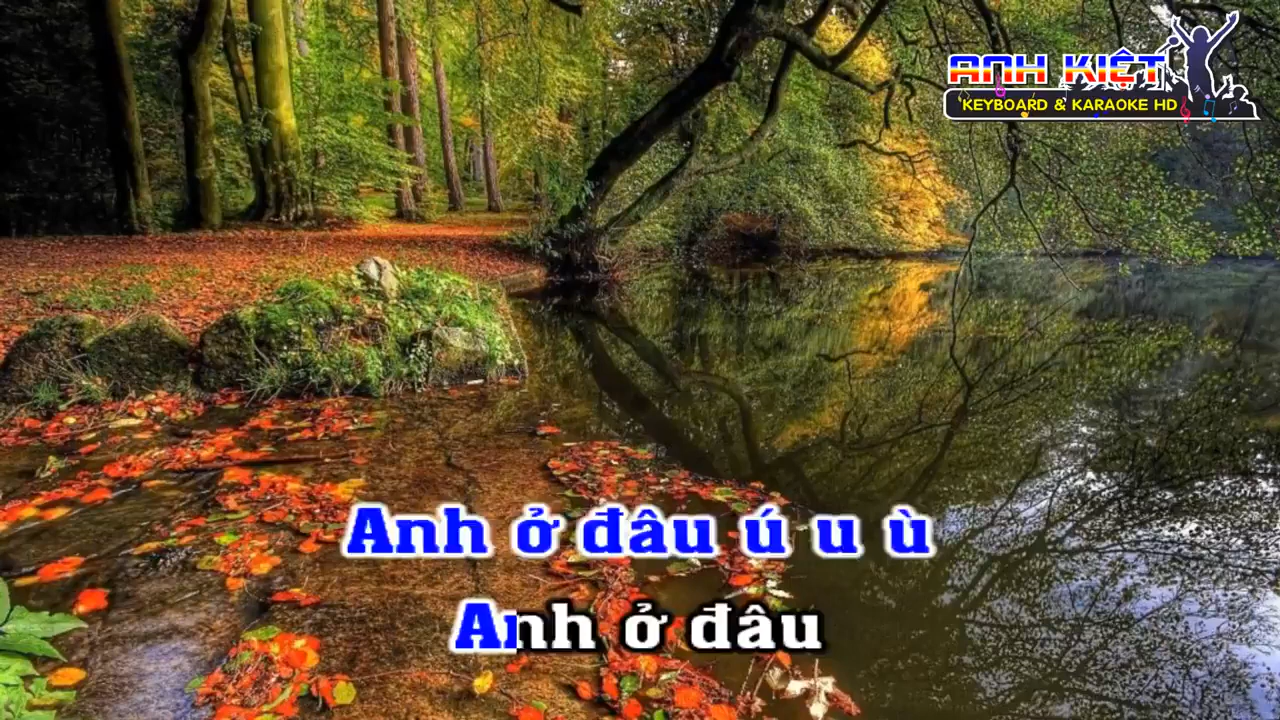 ANH KIỆT
KEYBOARD & KARAOKE HD
Anh ở đâu ú u ù
Anh ở đâu